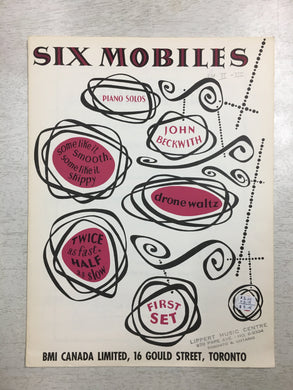 SIX MOBILES
PIANO SOLOS
JOHN
BECKWITH
some like it
smooth,
some like it
skippy
drone waltz
TWICE
as fast-
HALF
as slow
FIRST
SET
LIPPERT MUSIC CENTRE
BMI CANADA LIMITED, 16 GOULD STREET, TORONTO